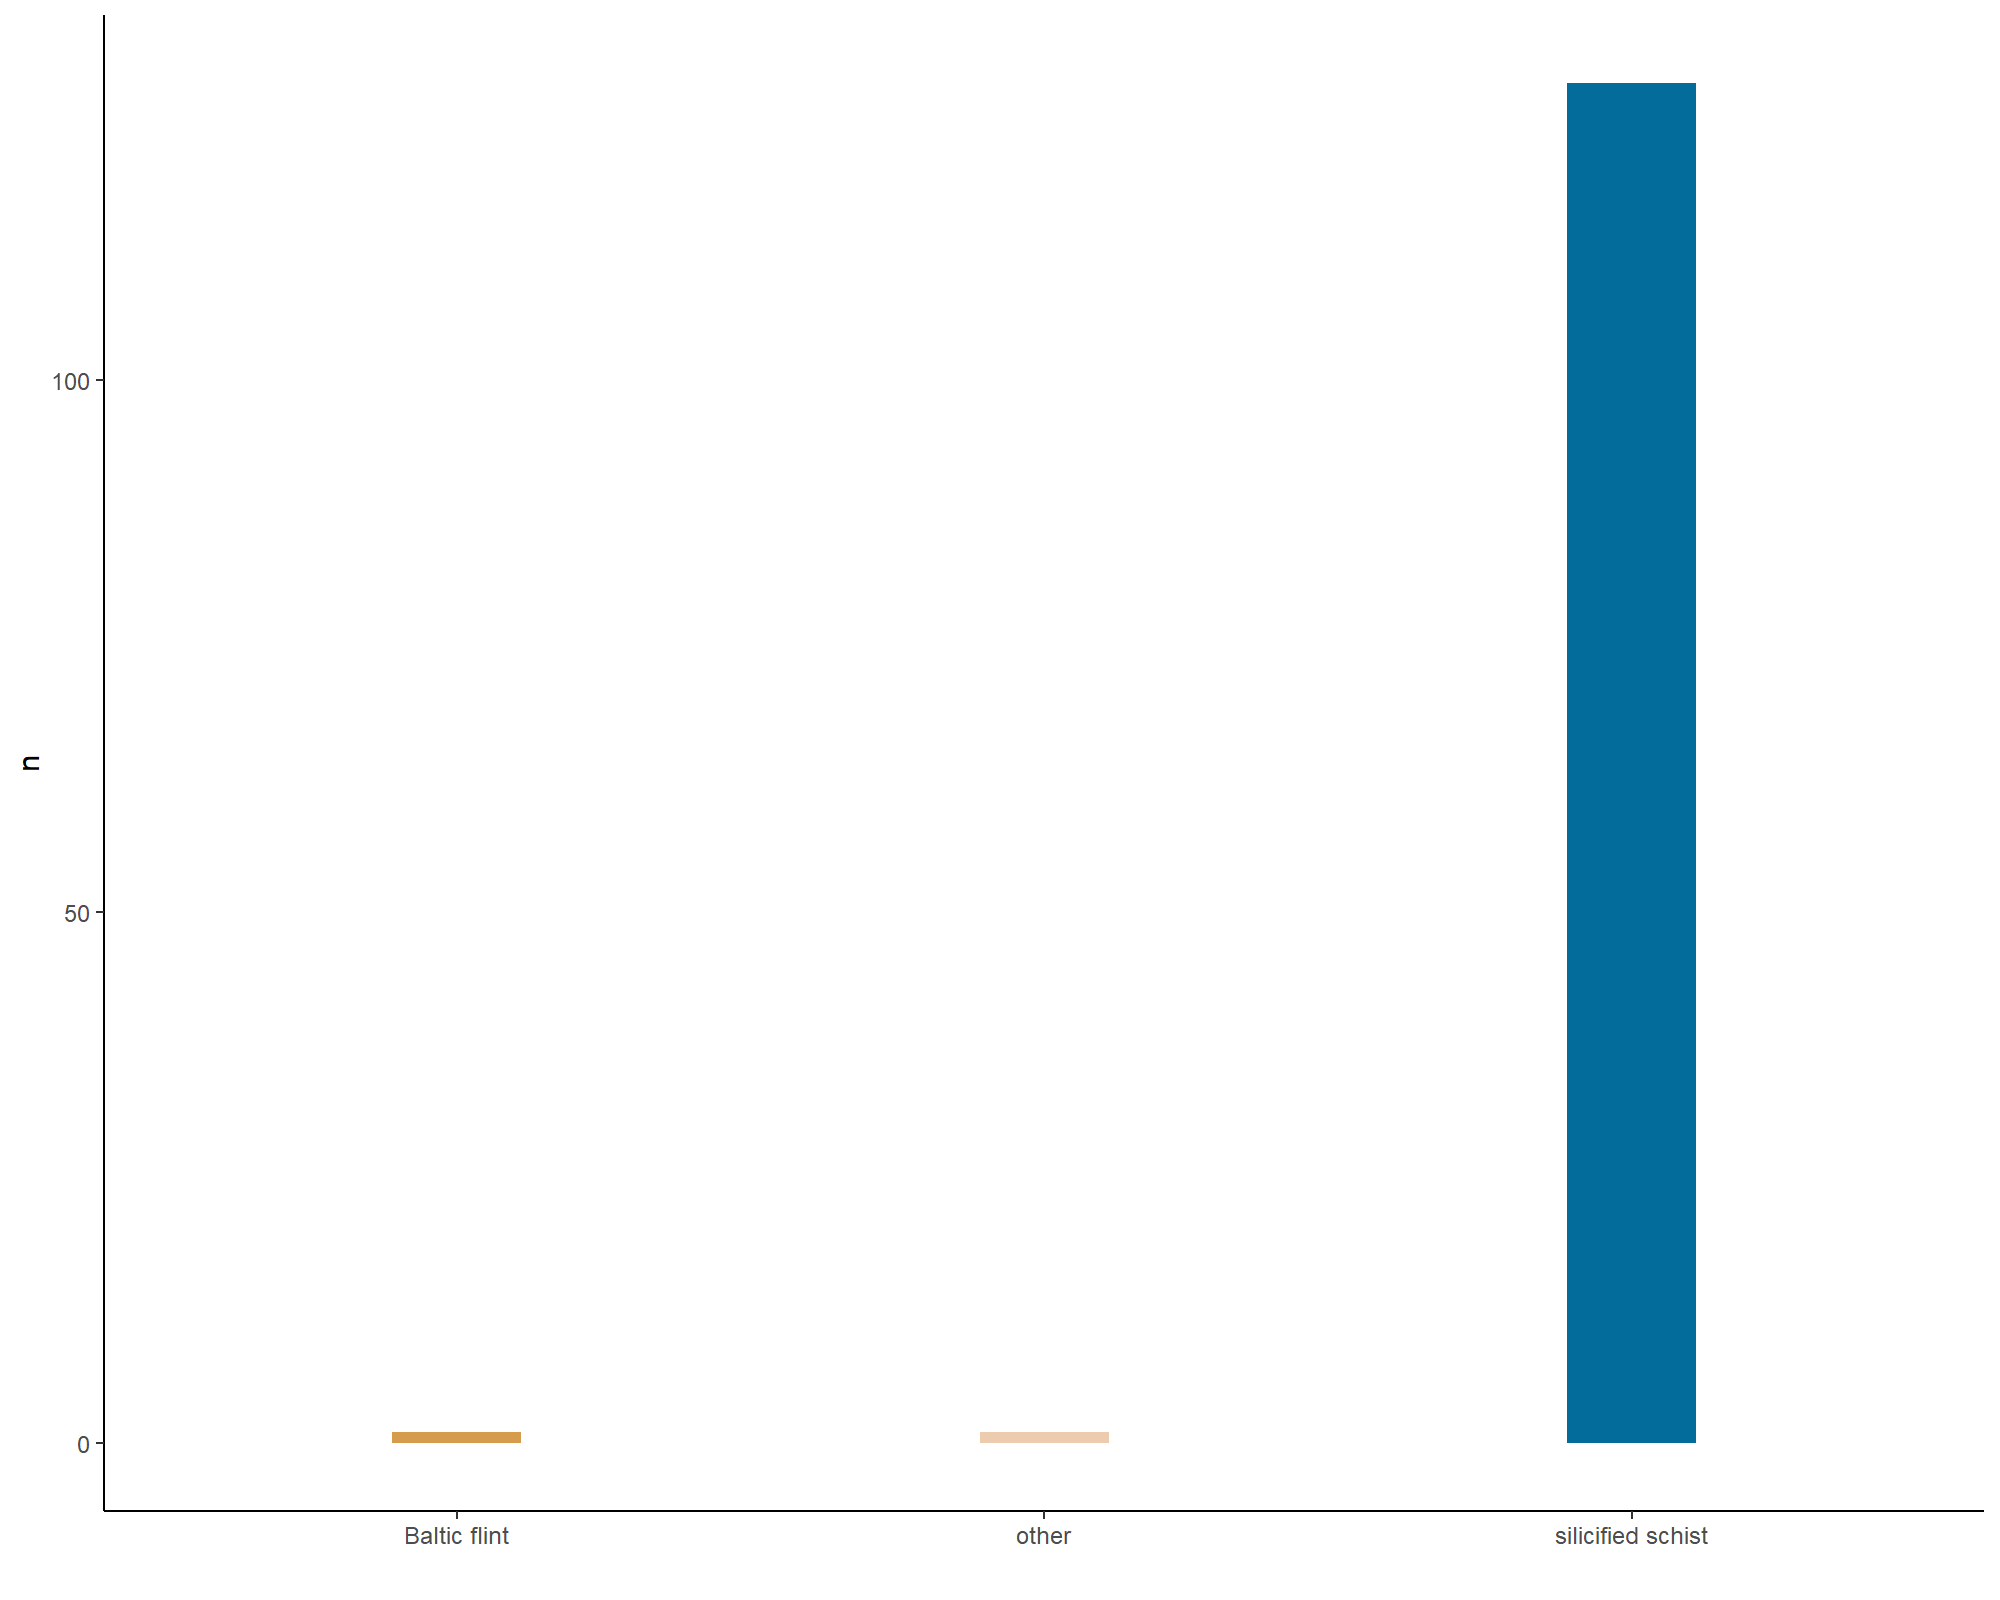 100
50
0
n
Baltic flint
other
silicified schist